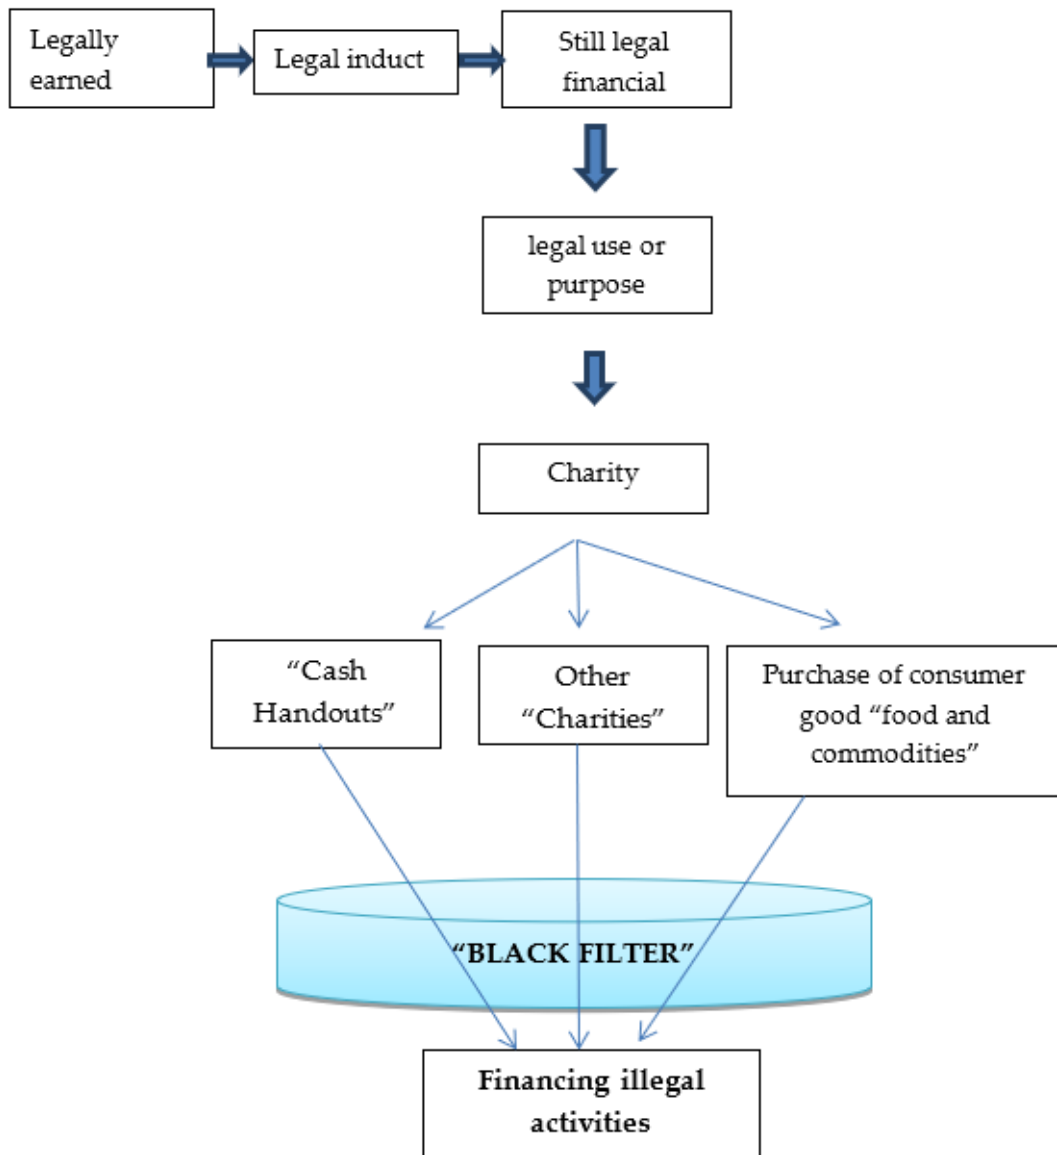 Legally
earned
Legal induct
Still legal
financial
legal use or
purpose
Charity
“Cash
Handouts”
Other
“Charities”
Purchase of consumer
good “food and
commodities”
“BLACK FILTER”
Financing illegal
activities